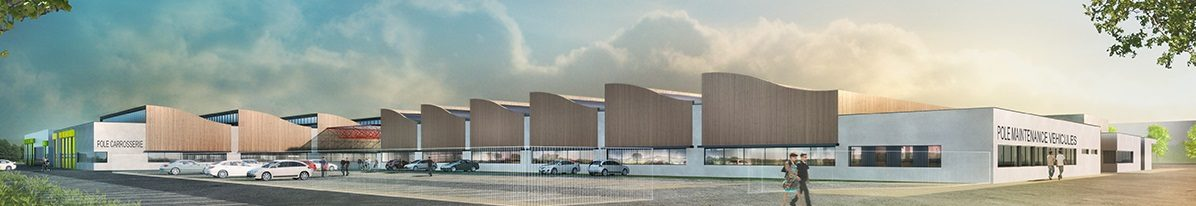 POLE CARROSSERIE
POLE MAINTENANCE VEHICULES